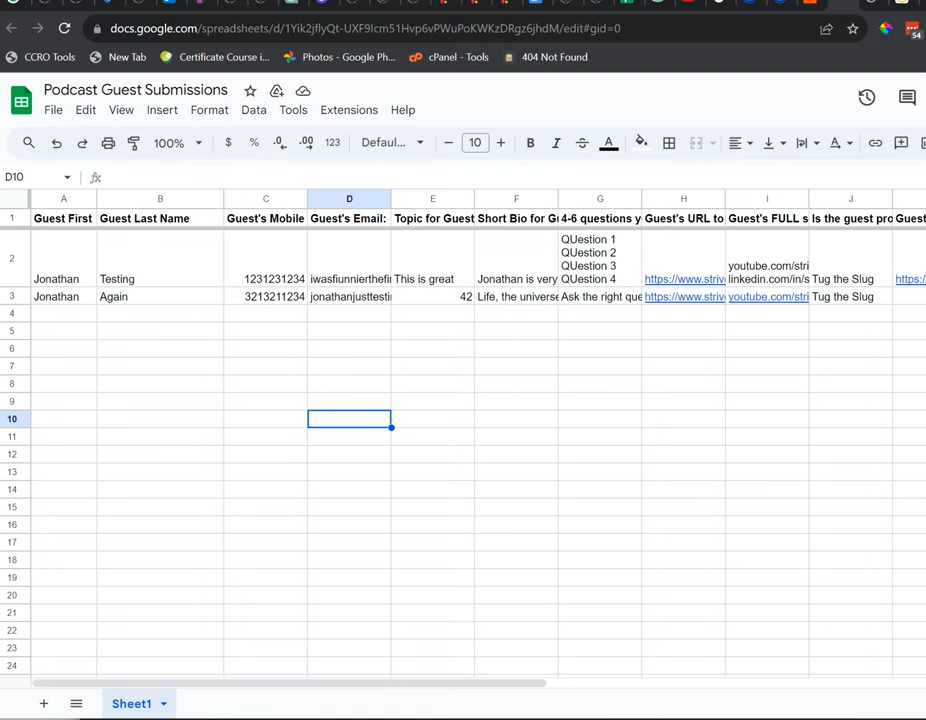 docs.google.com/spreadsheets/d/1Yik2jflyQt-UXF9Icm51Hvp6vPWuPoKWKzDRgz6jhdM/edit#gid=0
54
CCRO Tools New Tab Certificate Course i... Photos - Google Ph... cPanel - Tools 404 Not Found
Podcast Guest Submissions
File Edit View Insert Format Data Tools Extensions Help
100% $ % .0 .00 123 Defaul... 10 B I A
D10 fx
A B C D E F G H I J
1 Guest First Guest Last Name Guest's Mobile Guest's Email: Topic for Guest Short Bio for Gu 4-6 questions y Guest's URL to Guest's FULL s Is the guest pro Guest
2 Jonathan Testing 1231231234 iwasfiunnierthefir This is great Jonathan is very QUestion 1
QUestion 2
QUestion 3
QUestion 4 https://www.strive youtube.com/stri
linkedin.com/in/s Tug the Slug https:/
3 Jonathan Again 3213211234 jonathanjusttestii 42 Life, the universe Ask the right que https://www.strive youtube.com/stri Tug the Slug
4
5
6
7
8
9
10
11
12
13
14
15
16
17
18
19
20
21
22
23
24
+ Sheet1